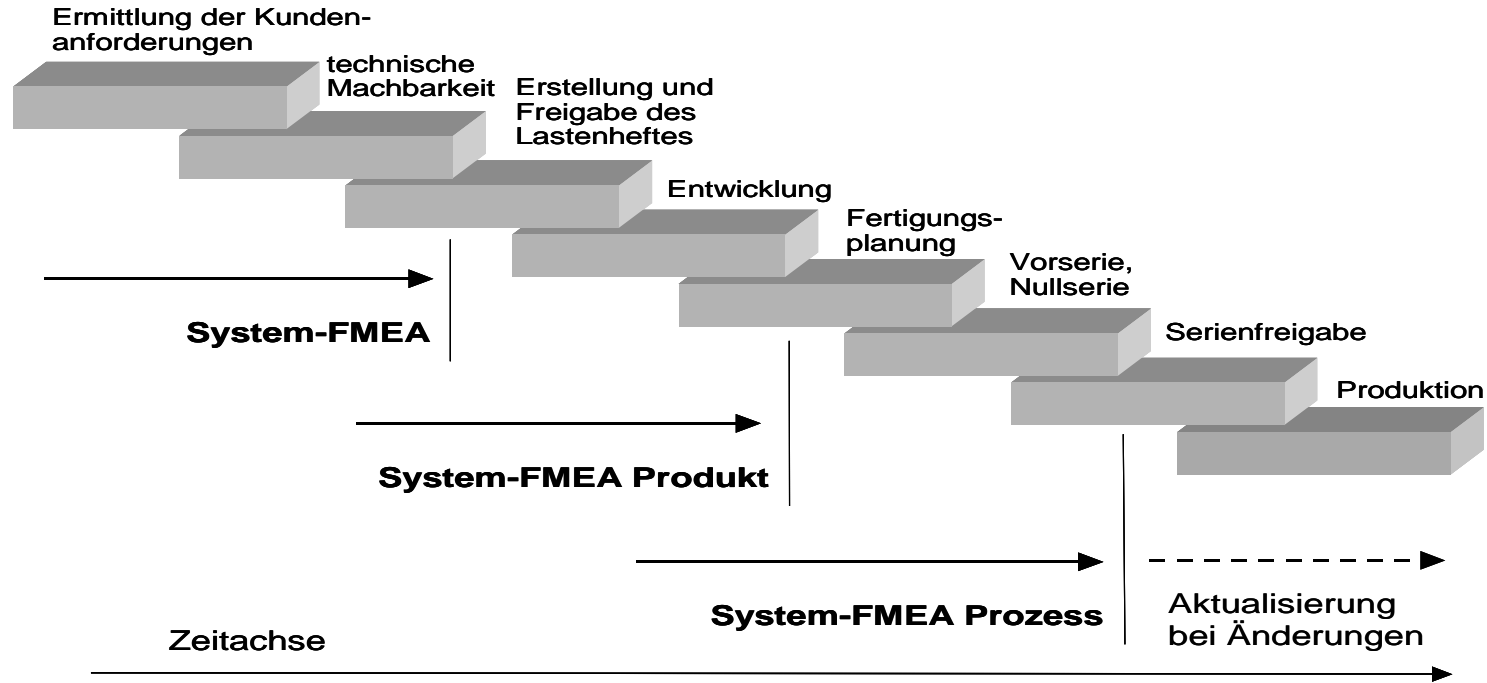 Ermittlung der Kunden-
anforderungen
technische
Machbarkeit
Erstellung und
Freigabe des
Lastenheftes
Entwicklung
Fertigungs-
planung
Vorserie,
Nullserie
Serienfreigabe
Produktion
System-FMEA
System-FMEA Produkt
System-FMEA Prozess
Aktualisierung
bei Änderungen
Zeitachse